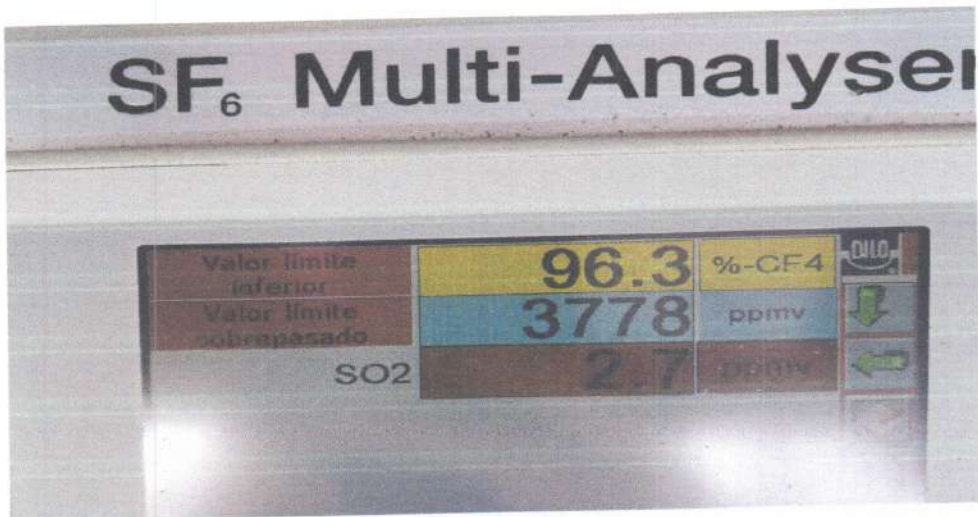 SF₆ Multi-Analyser
Valor límite inferior 96.3 %-CF4 DILO
Valor límite sobrepasado 3778 ppmv
SO2 2.7 ppmv